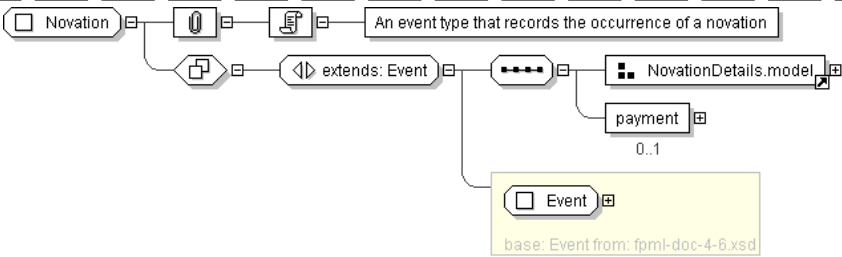 Novation
An event type that records the occurrence of a novation
extends: Event
NovationDetails.model
payment
0..1
Event
base: Event from: fpml-doc-4-6.xsd